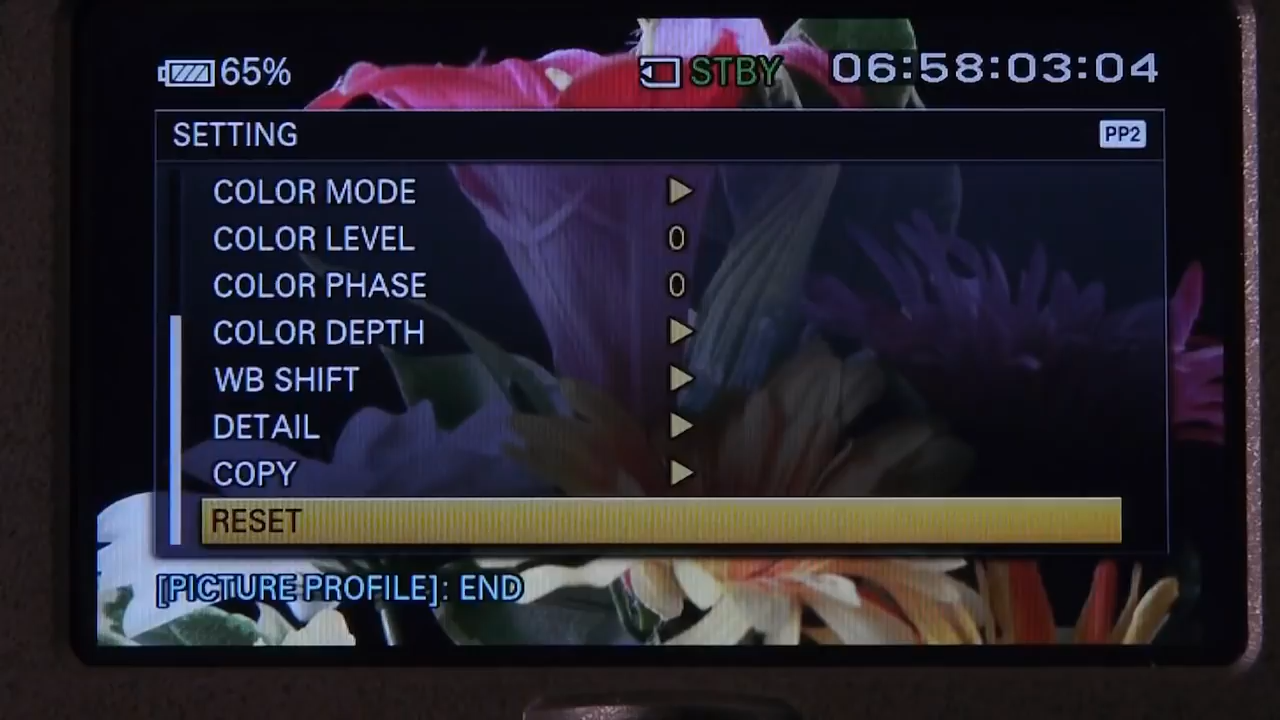 65% STBY 06:58:03:04
SETTING PP2
COLOR MODE
COLOR LEVEL 0
COLOR PHASE 0
COLOR DEPTH
WB SHIFT
DETAIL
COPY
RESET
[PICTURE PROFILE]: END